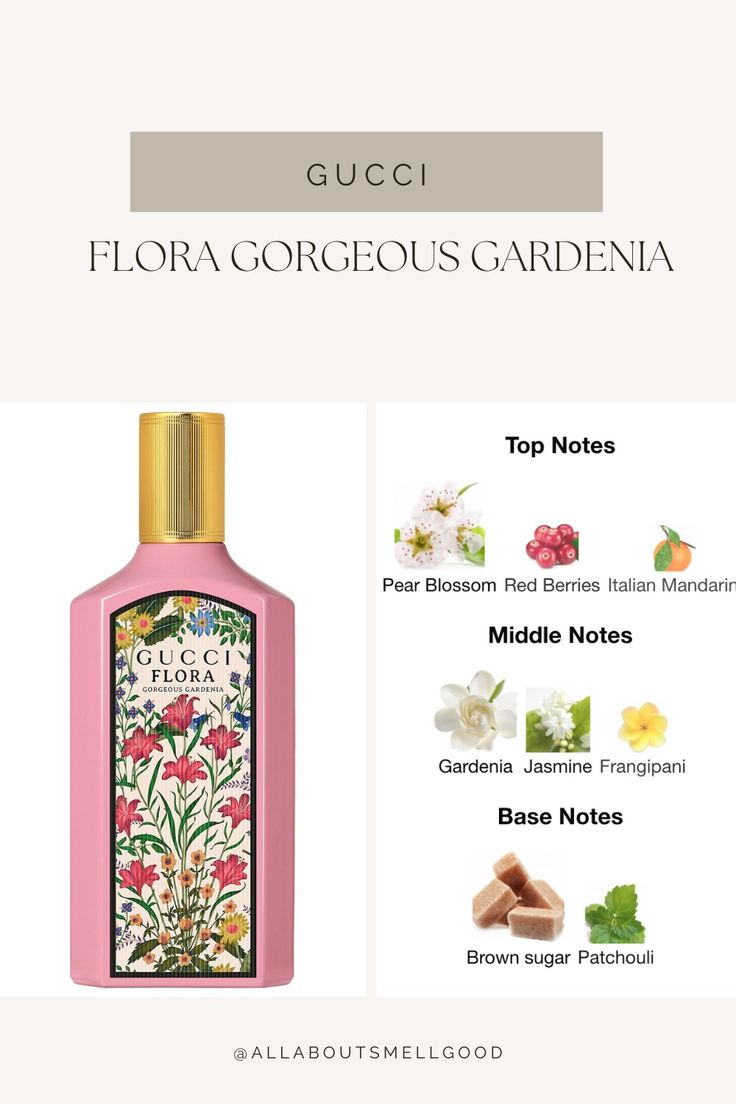 GUCCI
FLORA GORGEOUS GARDENIA
GUCCI
FLORA
GORGEOUS GARDENIA
Top Notes
Pear Blossom Red Berries Italian Mandarin
Middle Notes
Gardenia Jasmine Frangipani
Base Notes
Brown sugar Patchouli
@ALLABOUTSMELLGOOD